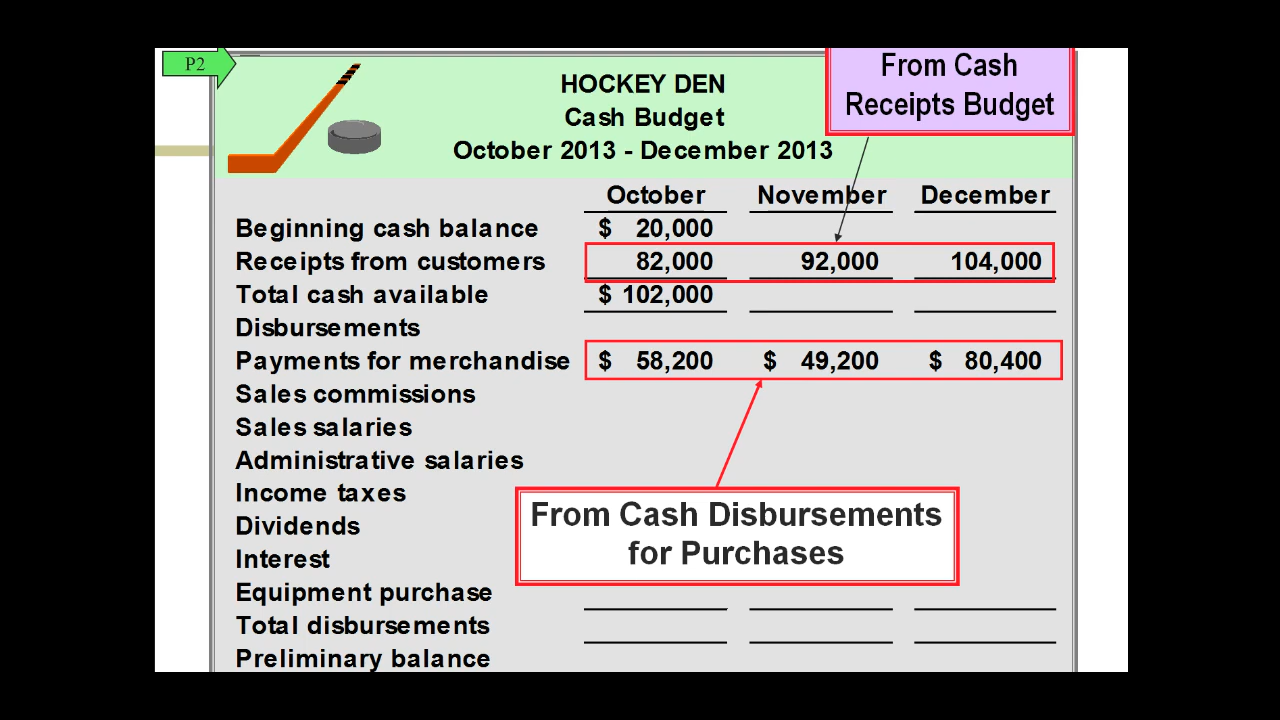 P2
From Cash
Receipts Budget
HOCKEY DEN
Cash Budget
October 2013 - December 2013
October November December
Beginning cash balance $ 20,000
Receipts from customers 82,000 92,000 104,000
Total cash available $ 102,000
Disbursements
Payments for merchandise $ 58,200 $ 49,200 $ 80,400
Sales commissions
Sales salaries
Administrative salaries
Income taxes
From Cash Disbursements
for Purchases
Dividends
Interest
Equipment purchase
Total disbursements
Preliminary balance